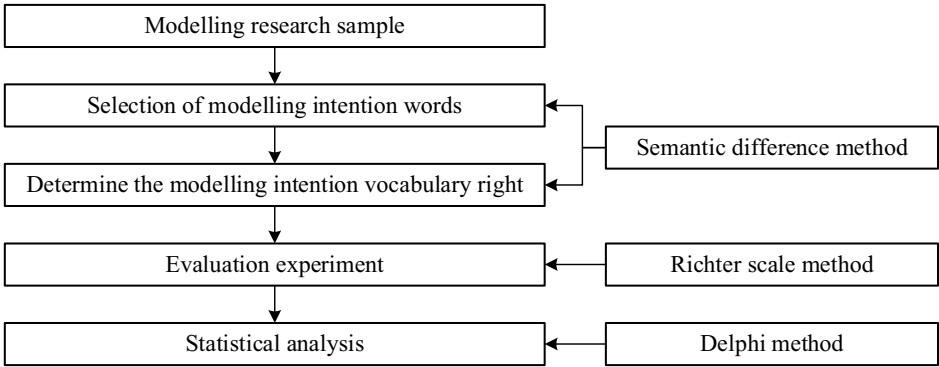 Modelling research sample
Selection of modelling intention words
Semantic difference method
Determine the modelling intention vocabulary right
Evaluation experiment
Richter scale method
Statistical analysis
Delphi method